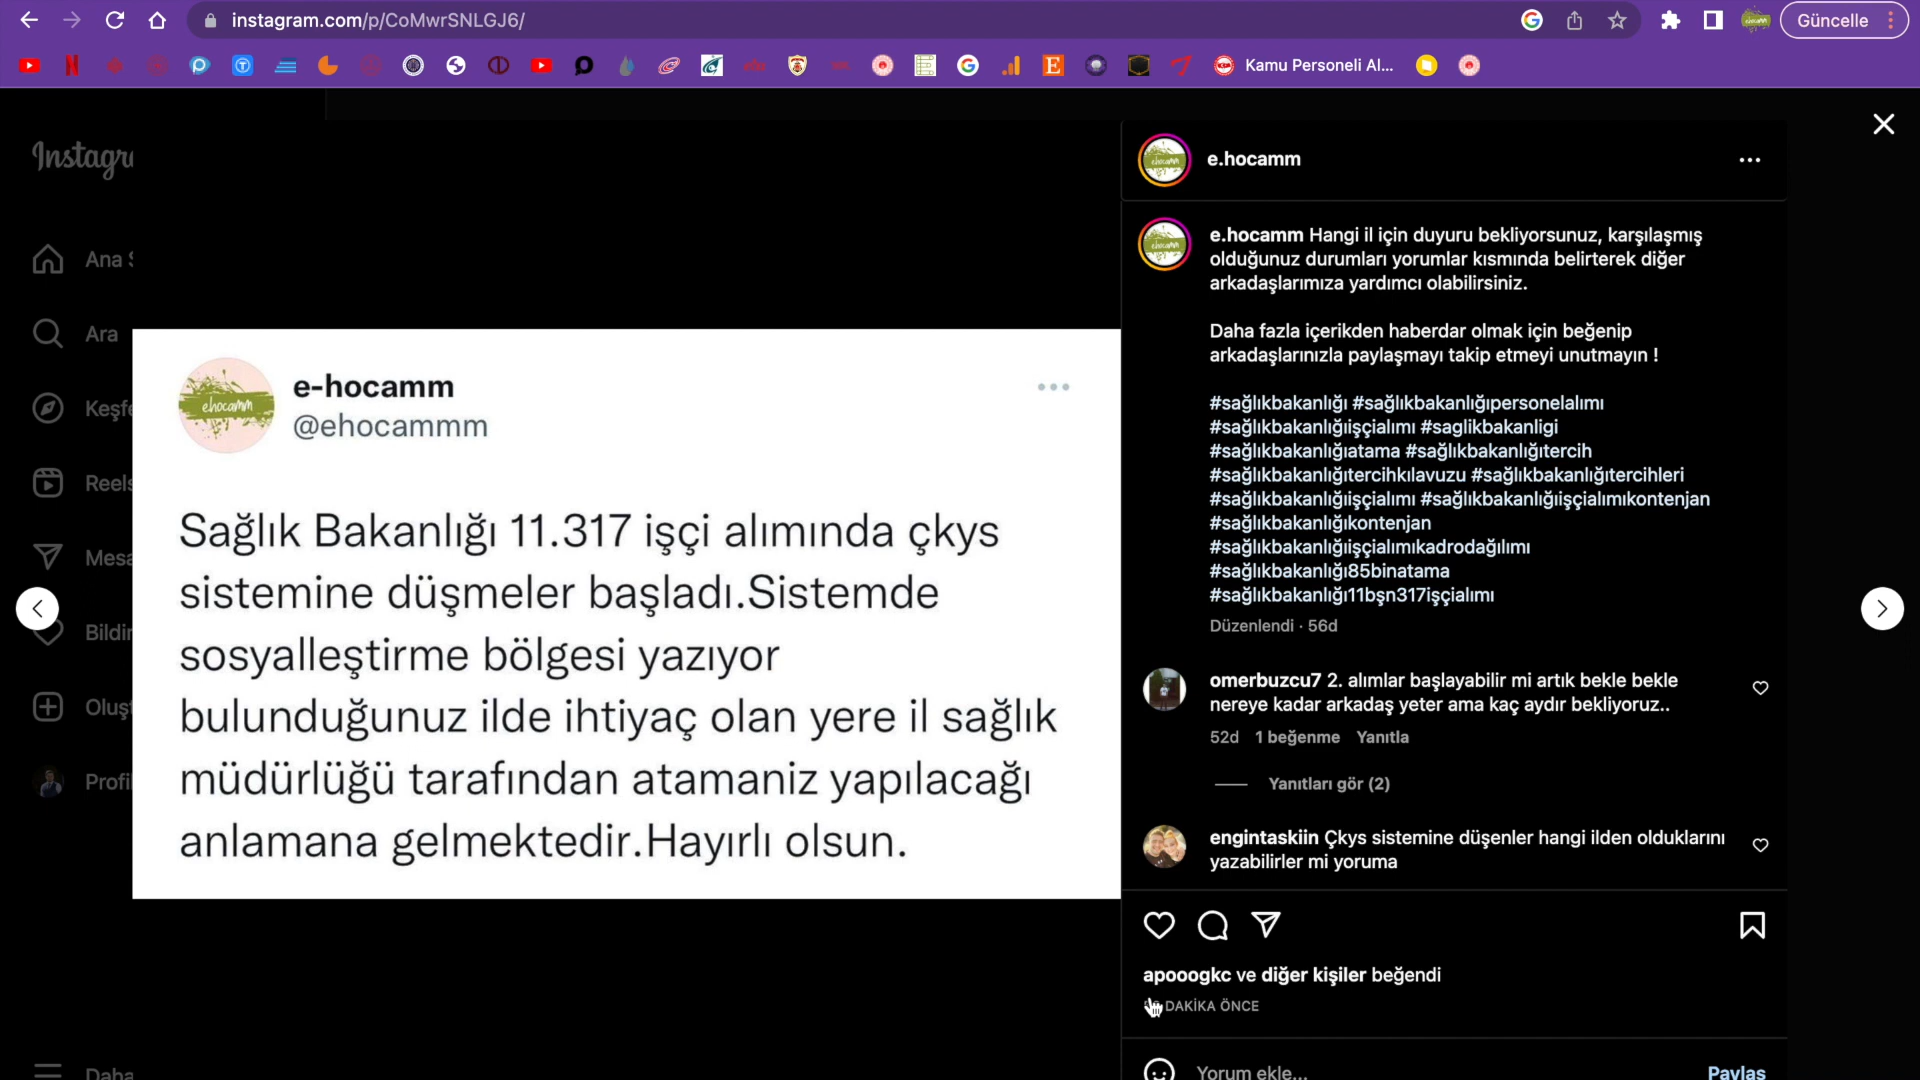 instagram.com/p/CoMwrSNLGJ6/
Güncelle
Kamu Personeli Al...
Instagra
Ana S
Ara
Keşfe
Reels
Mesa
Bildir
Oluşt
Profil
Daha
e-hocamm
@ehocammm
Sağlık Bakanlığı 11.317 işçi alımında çkys
sistemine düşmeler başladı.Sistemde
sosyalleştirme bölgesi yazıyor
bulunduğunuz ilde ihtiyaç olan yere il sağlık
müdürlüğü tarafından atamaniz yapılacağı
anlamana gelmektedir.Hayırlı olsun.
e.hocamm
e.hocamm Hangi il için duyuru bekliyorsunuz, karşılaşmış
olduğunuz durumları yorumlar kısmında belirterek diğer
arkadaşlarımıza yardımcı olabilirsiniz.
Daha fazla içerikden haberdar olmak için beğenip
arkadaşlarınızla paylaşmayı takip etmeyi unutmayın !
#sağlıkbakanlığı #sağlıkbakanlığıpersonelalımı
#sağlıkbakanlığıişçialımı #saglikbakanligi
#sağlıkbakanlığıatama #sağlıkbakanlığıtercih
#sağlıkbakanlığıtercihkılavuzu #sağlıkbakanlığıtercihleri
#sağlıkbakanlığıişçialımı #sağlıkbakanlığıişçialımıkontenjan
#sağlıkbakanlığıkontenjan
#sağlıkbakanlığıişçialımıkadrodağılımı
#sağlıkbakanlığı85binatama
#sağlıkbakanlığı11bşn317işçialımı
Düzenlendi · 56d
omerbuzcu7 2. alımlar başlayabilir mi artık bekle bekle
nereye kadar arkadaş yeter ama kaç aydır bekliyoruz..
52d 1 beğenme Yanıtla
Yanıtları gör (2)
engintaskiin Çkys sistemine düşenler hangi ilden olduklarını
yazabilirler mi yoruma
apooogkc ve diğer kişiler beğendi
DAKİKA ÖNCE
Yorum ekle...
Paylaş